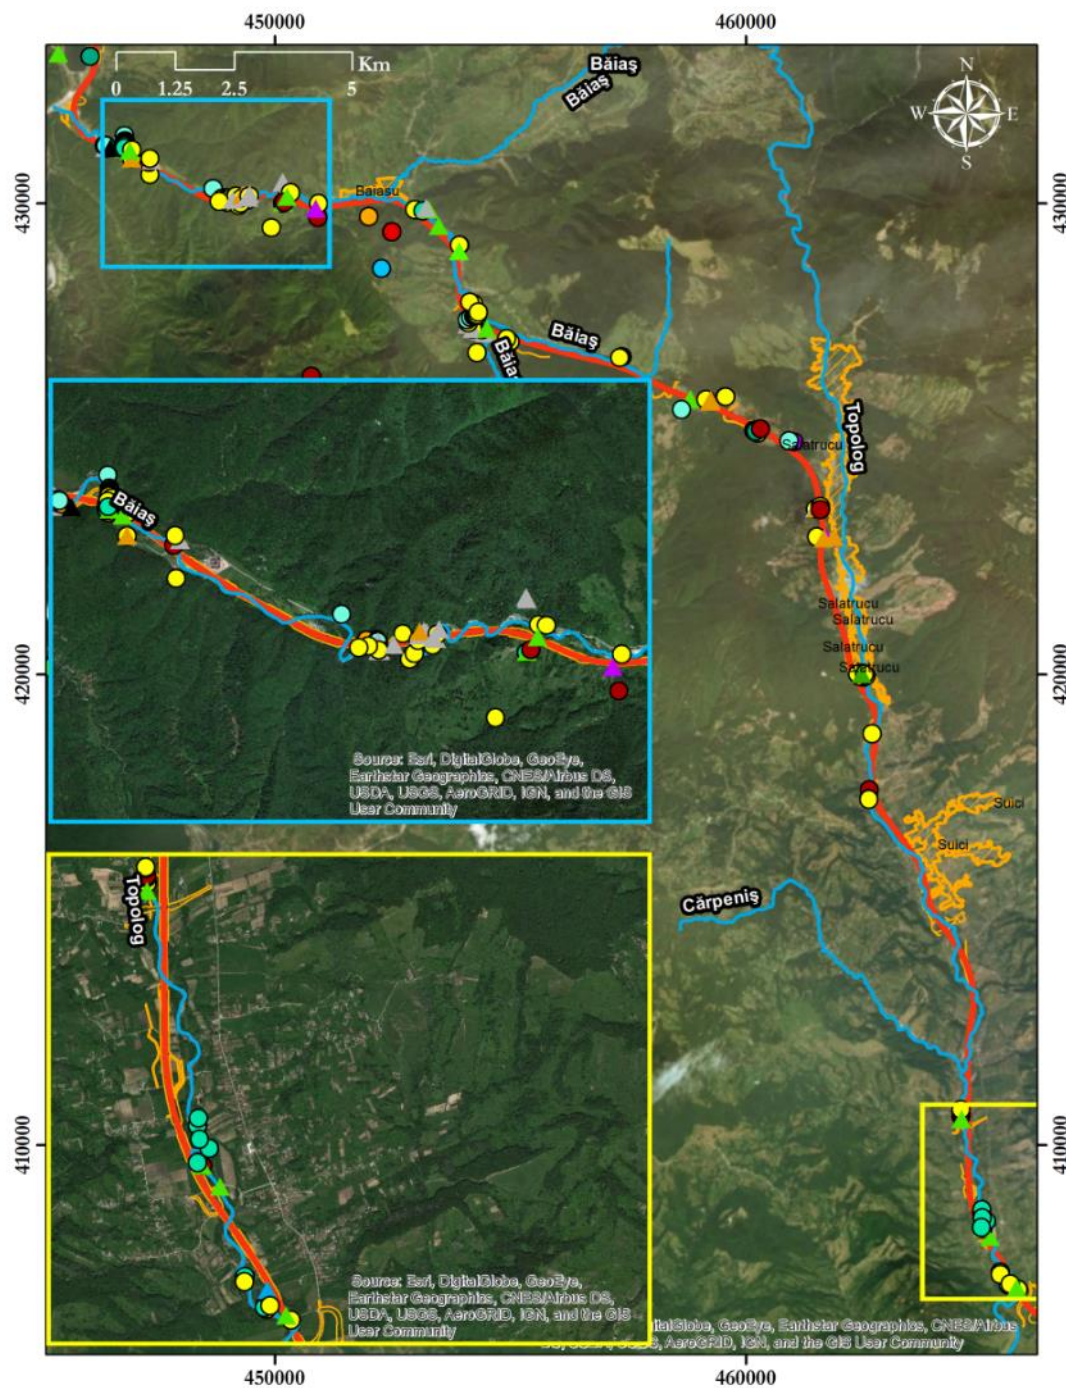 450000
460000
Km
0 1.25 2.5 5
Băiaş
Băiaş
N
W E
S
430000
430000
Baiasu
Băiaş
Salatrucu
Topolog
Băiaş
Salatrucu
Salatrucu
Salatrucu
Salatrucu
420000
420000
Source: Esri, DigitalGlobe, GeoEye,
Earthstar Geographics, CNES/Airbus DS,
USDA, USGS, AeroGRID, IGN, and the GIS
User Community
Suici
Suici
Cărpeniş
Topolog
410000
410000
Source: Esri, DigitalGlobe, GeoEye,
Earthstar Geographics, CNES/Airbus DS,
USDA, USGS, AeroGRID, IGN, and the GIS
User Community
GeoEye, Earthstar Geographics, CNES/Airbus
AeroGRID, IGN, and the GIS User Community
450000
460000